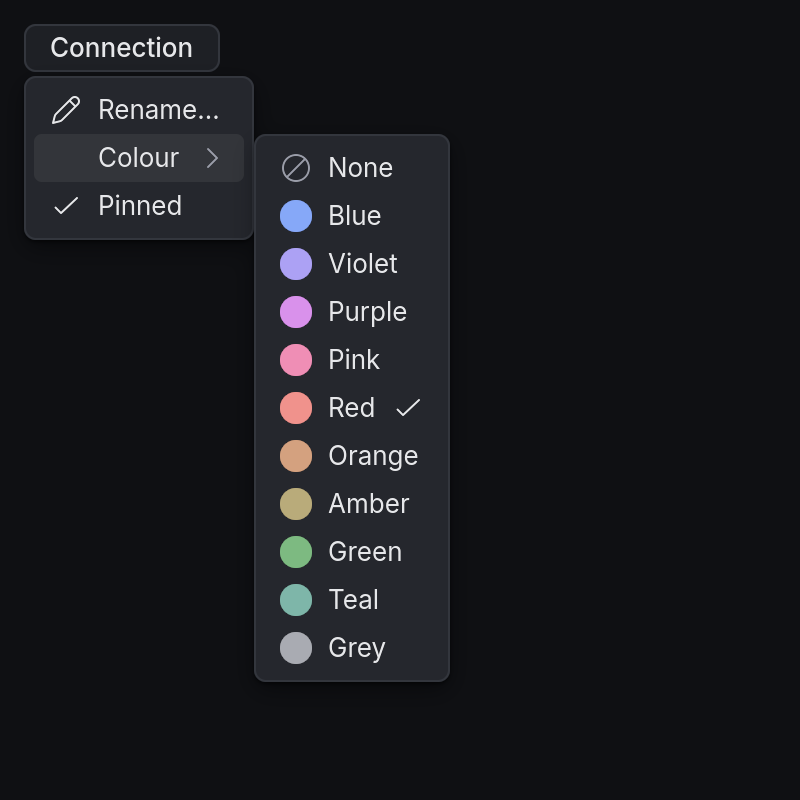 Connection
Rename...
Colour
Pinned
None
Blue
Violet
Purple
Pink
Red
Orange
Amber
Green
Teal
Grey